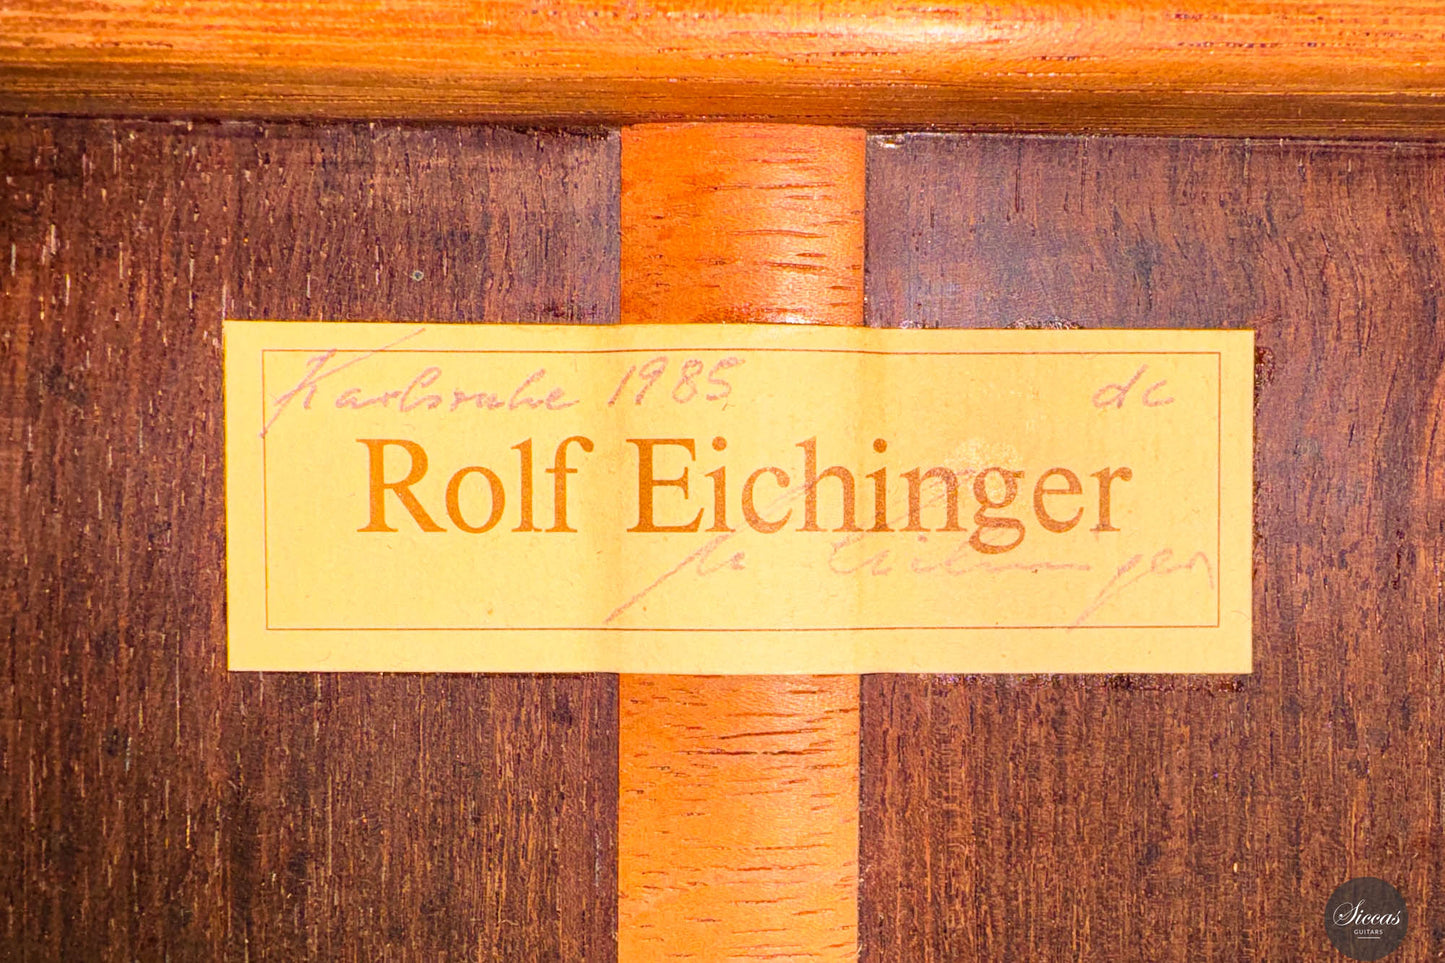 Karlsruhe 1985 dc
Rolf Eichinger
Eichinger
Siccas
GUITARS